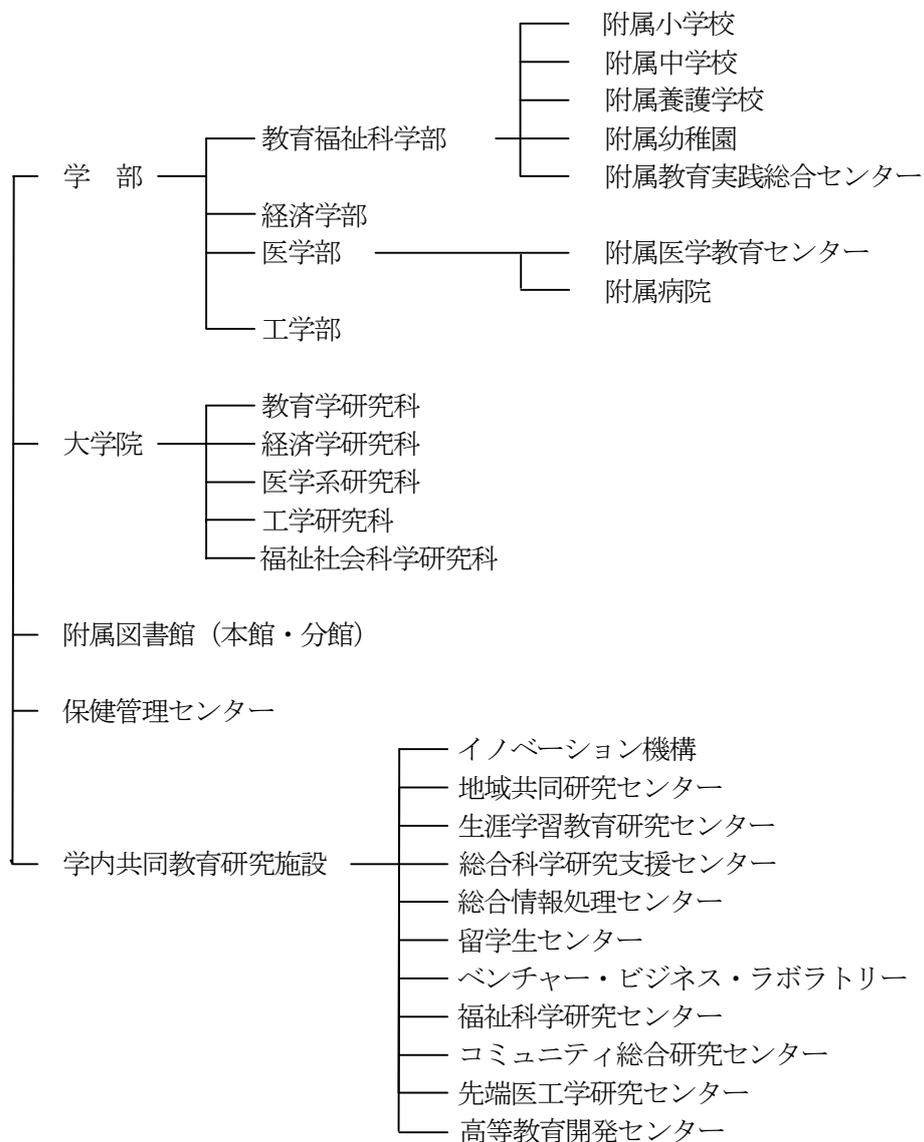 附属小学校
附属中学校
附属養護学校
教育福祉科学部 附属幼稚園
学　部 附属教育実践総合センター
経済学部
医学部 附属医学教育センター
附属病院
工学部
教育学研究科
大学院 経済学研究科
医学系研究科
工学研究科
福祉社会科学研究科
附属図書館（本館・分館）
保健管理センター
イノベーション機構
地域共同研究センター
生涯学習教育研究センター
学内共同教育研究施設 総合科学研究支援センター
総合情報処理センター
留学生センター
ベンチャー・ビジネス・ラボラトリー
福祉科学研究センター
コミュニティ総合研究センター
先端医工学研究センター
高等教育開発センター